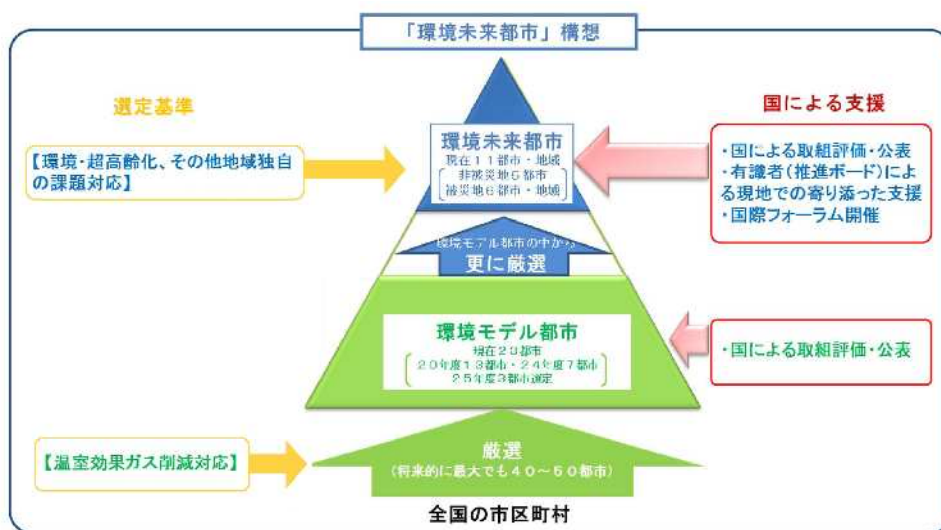 「環境未来都市」構想
選定基準
国による支援
【環境・超高齢化、その他地域独自
の課題対応】
環境未来都市
現在11都市・地域
非被災地5都市
被災地6都市・地域
・国による取組評価・公表
・有識者（推進ボード）によ
る現地での寄り添った支援
・国際フォーラム開催
環境モデル都市の中から
更に厳選
環境モデル都市
現在23都市
20年度13都市・24年度7都市
25年度3都市選定
・国による取組評価・公表
【温室効果ガス削減対応】
厳選
（将来的に最大でも40～50都市）
全国の市区町村